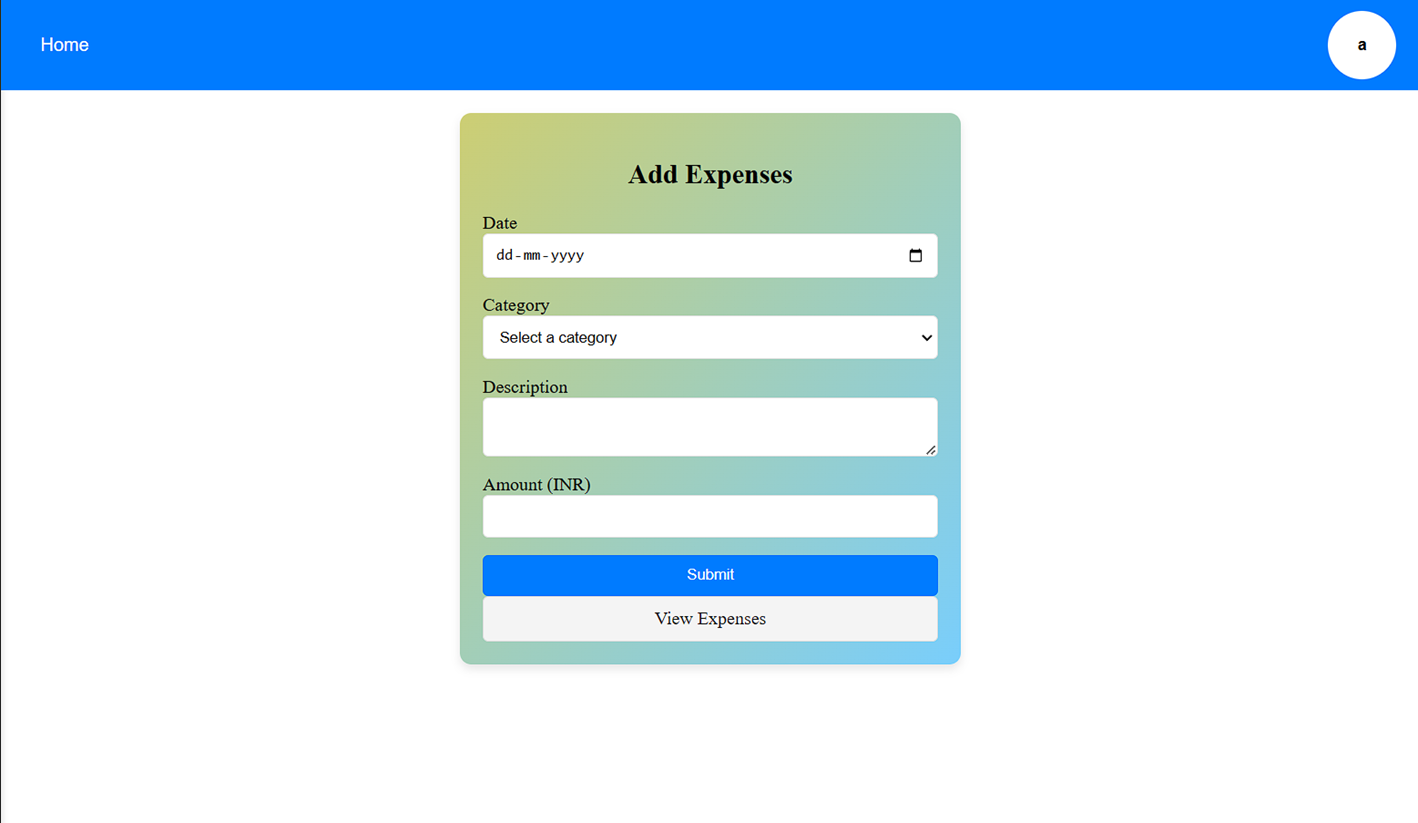 Home
a
Add Expenses
Date
dd-mm-yyyy
Category
Select a category
Description
Amount (INR)
Submit
View Expenses